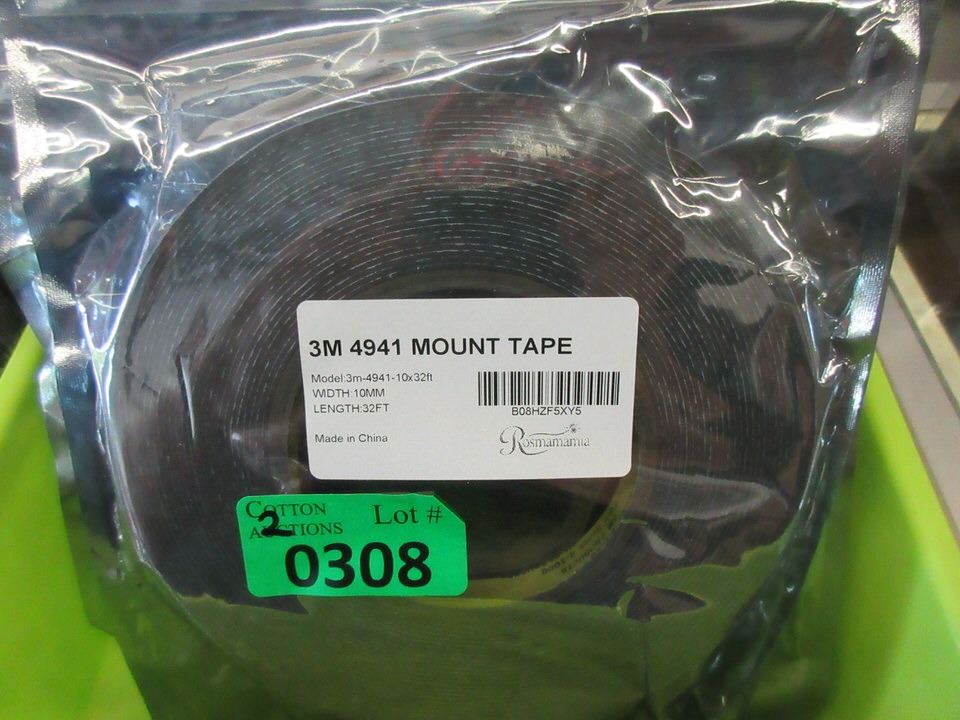 3M 4941 MOUNT TAPE
Model:3m-4941-10x32ft
WIDTH:10MM
LENGTH:32FT
B08HZF5XY5
Made in China
Rosmamamia
COTTON
AUCTIONS
Lot #
2
0308